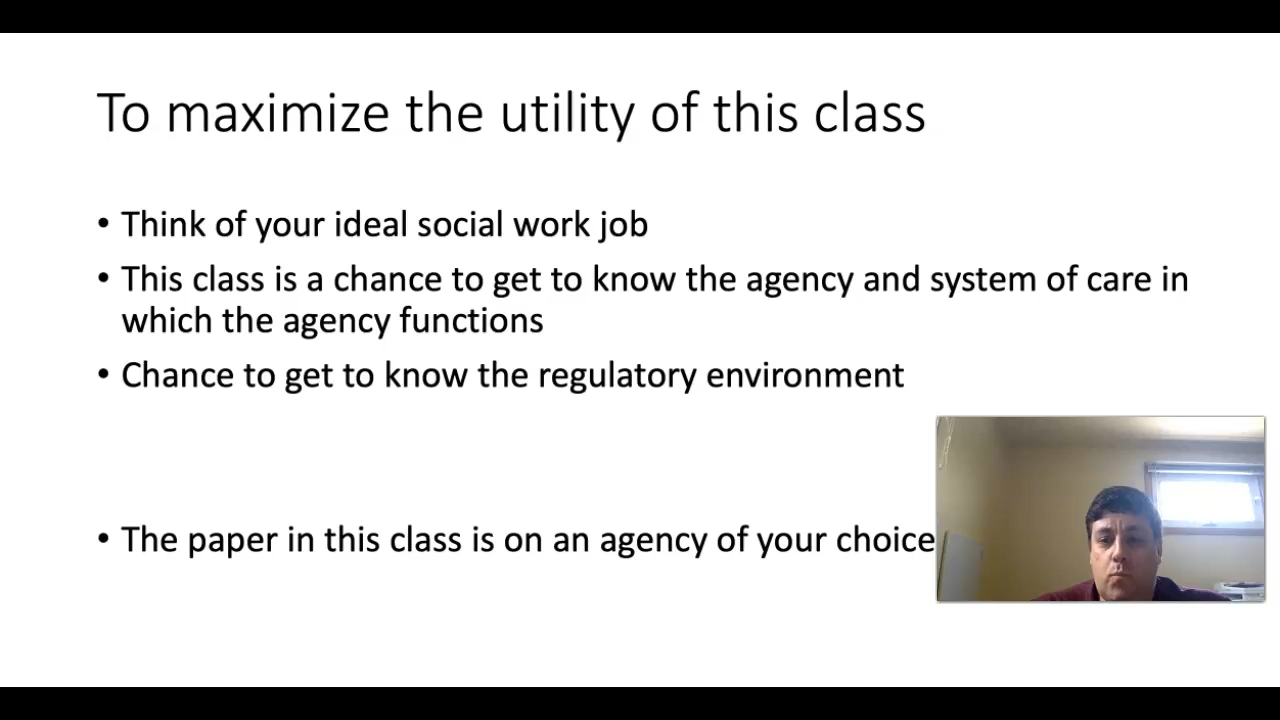 To maximize the utility of this class
• Think of your ideal social work job
• This class is a chance to get to know the agency and system of care in
which the agency functions
• Chance to get to know the regulatory environment
• The paper in this class is on an agency of your choice